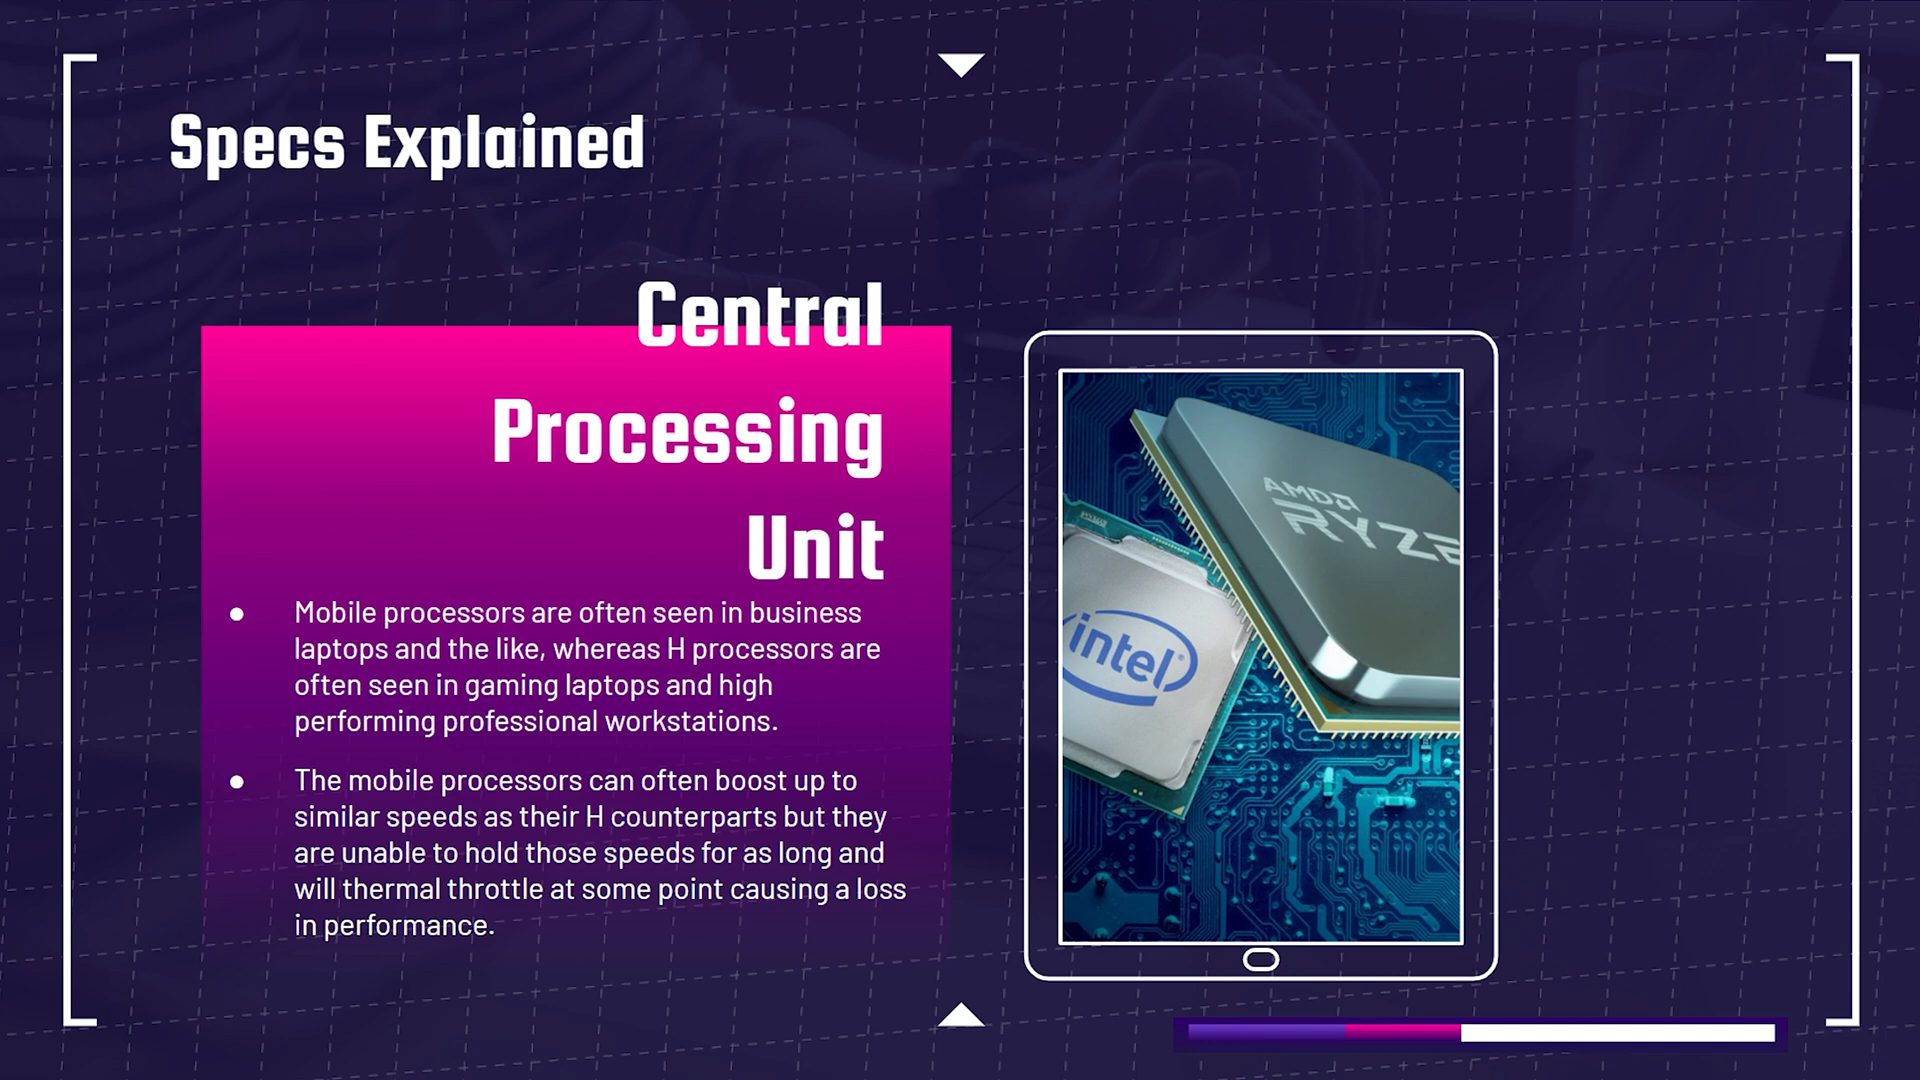 Specs Explained
Central
Processing
Unit
● Mobile processors are often seen in business
laptops and the like, whereas H processors are
often seen in gaming laptops and high
performing professional workstations.
● The mobile processors can often boost up to
similar speeds as their H counterparts but they
are unable to hold those speeds for as long and
will thermal throttle at some point causing a loss
in performance.
AMD
RYZE
intel®